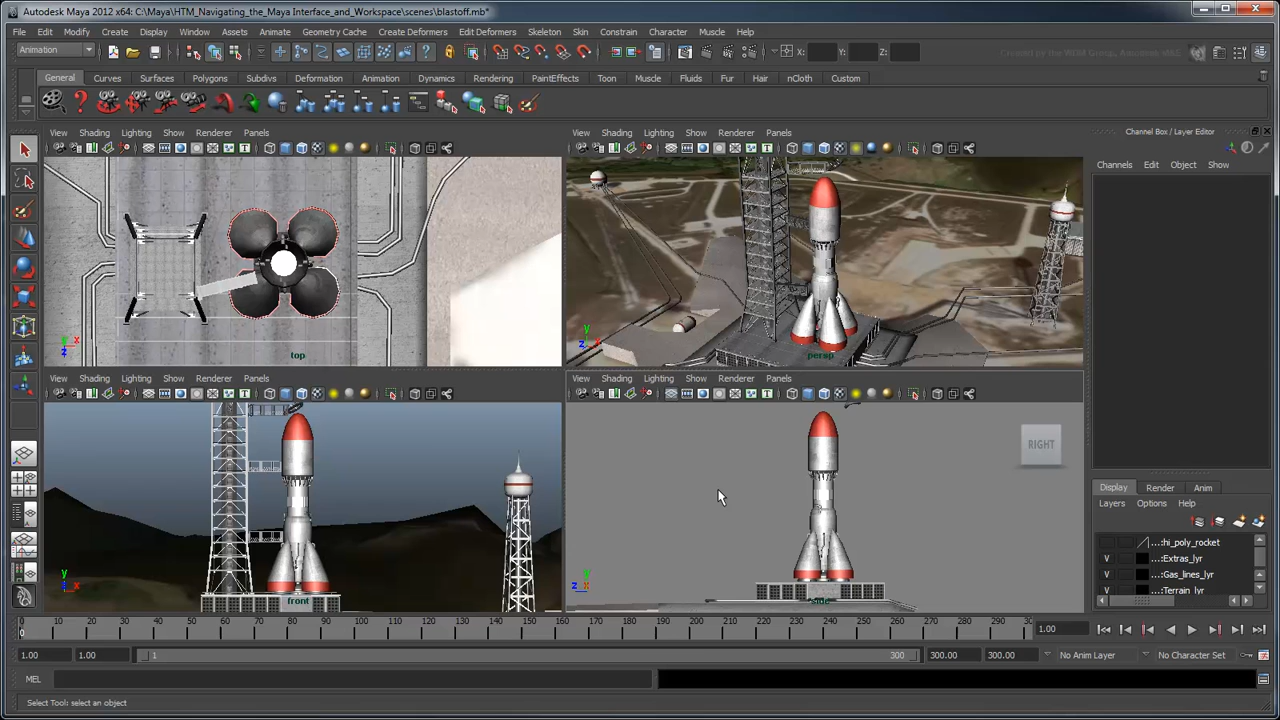 Autodesk Maya 2012 x64: C:\Maya\HTM_Navigating_the_Maya Interface_and_Workspace\scenes\blastoff.mb*
File Edit Modify Create Display Window Assets Animate Geometry Cache Create Deformers Edit Deformers Skeleton Skin Constrain Character Muscle Help
Animation X: Y: Z:
General Curves Surfaces Polygons Subdivs Deformation Animation Dynamics Rendering PaintEffects Toon Muscle Fluids Fur Hair nCloth Custom
View Shading Lighting Show Renderer Panels
View Shading Lighting Show Renderer Panels
Channel Box / Layer Editor
Channels Edit Object Show
top
persp
View Shading Lighting Show Renderer Panels
View Shading Lighting Show Renderer Panels
RIGHT
front
side
Display Render Anim
Layers Options Help
...:hi_poly_rocket
V ...:Extras_lyr
V ...:Gas_lines_lyr
V ...:Terrain_lyr
0 10 20 30 40 50 60 70 80 90 100 110 120 130 140 150 160 170 180 190 200 210 220 230 240 250 260 270 280 290
0
1.00
1.00 1.00 1 300 300.00 300.00 No Anim Layer No Character Set
MEL
Select Tool: select an object